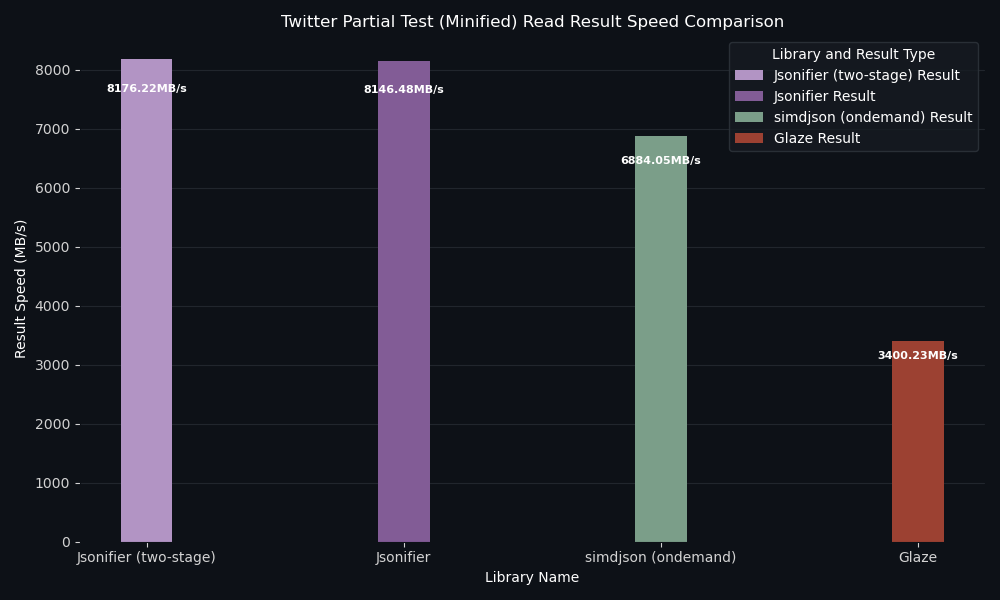 Twitter Partial Test (Minified) Read Result Speed Comparison
Library and Result Type
Jsonifier (two-stage) Result
Jsonifier Result
simdjson (ondemand) Result
Glaze Result
Result Speed (MB/s)
8000
7000
6000
5000
4000
3000
2000
1000
0
8176.22MB/s
8146.48MB/s
6884.05MB/s
3400.23MB/s
Jsonifier (two-stage)
Jsonifier
simdjson (ondemand)
Glaze
Library Name